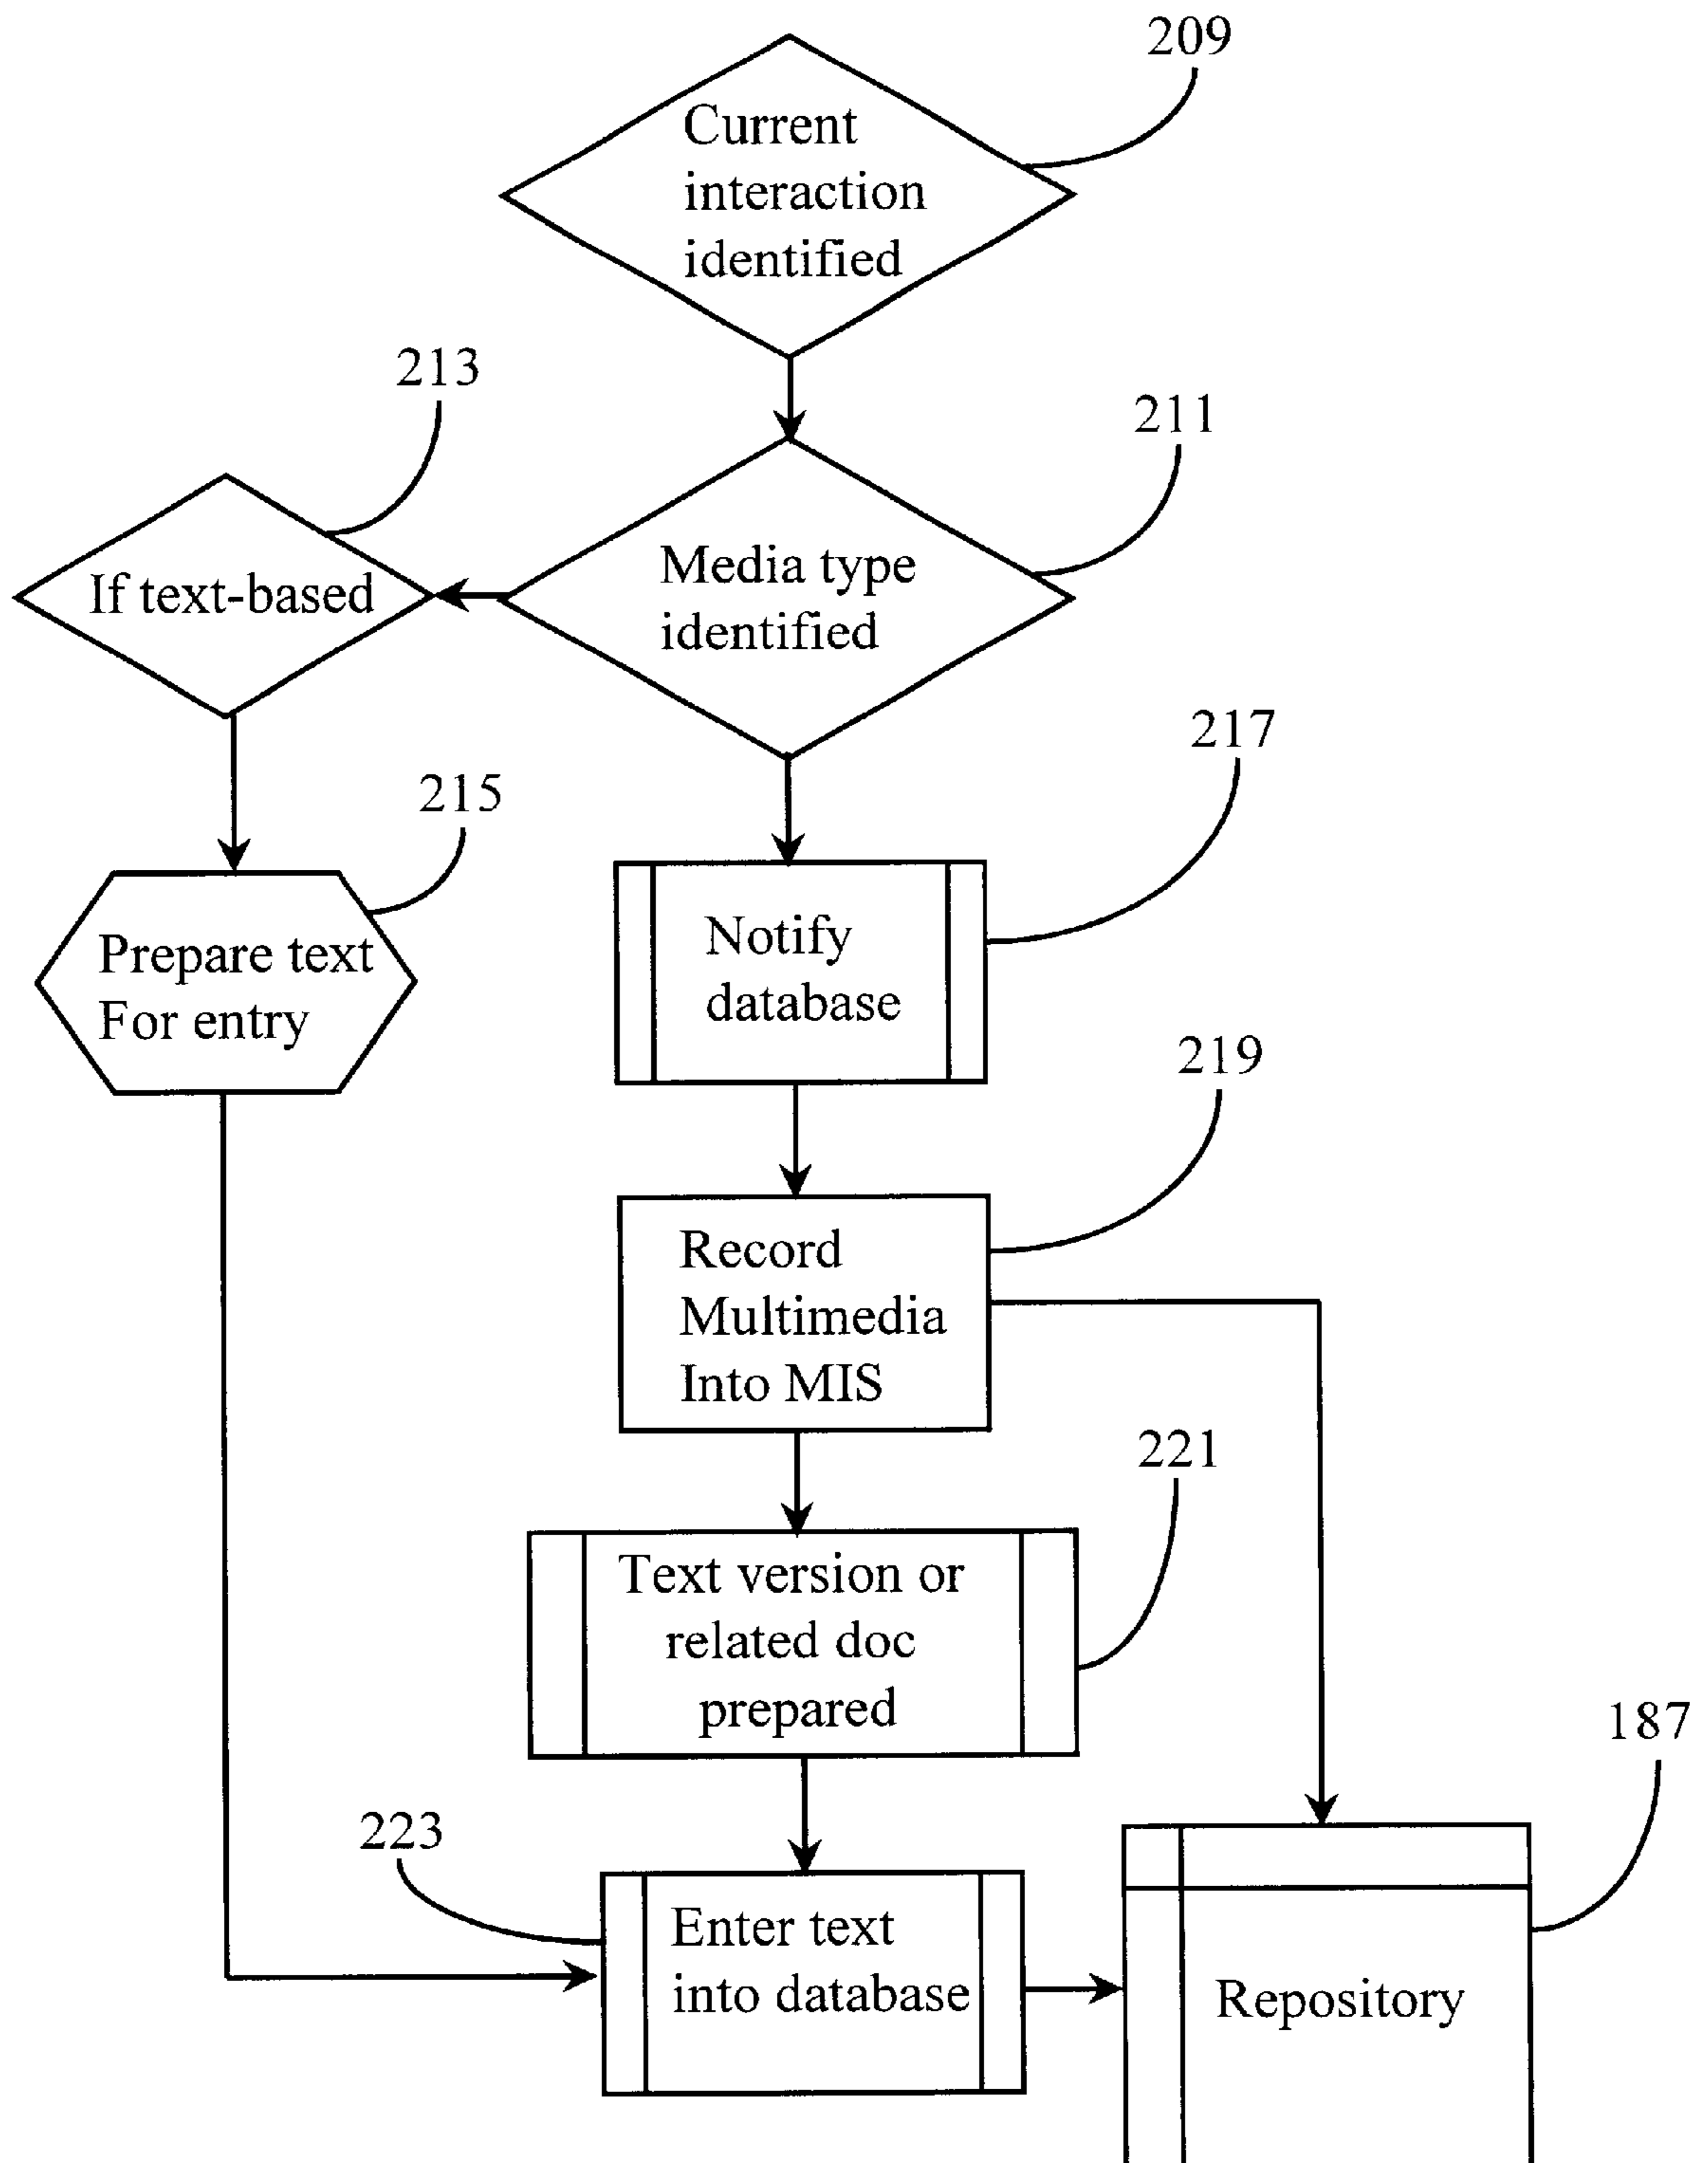 209
Current
interaction
identified
213
211
If text-based
Media type
identified
217
215
Notify
database
Prepare text
For entry
219
Record
Multimedia
Into MIS
221
Text version or
related doc
prepared
187
223
Enter text
into database
Repository